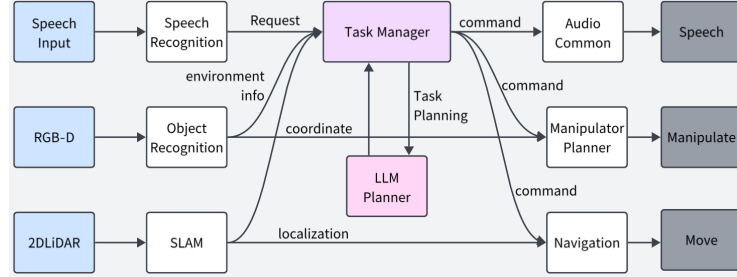 Speech
Input
Speech
Recognition
Request
Task Manager
command
Audio
Common
Speech
environment
info
command
Task
Planning
RGB-D
Object
Recognition
coordinate
Manipulator
Planner
Manipulate
LLM
Planner
command
2DLiDAR
SLAM
localization
Navigation
Move